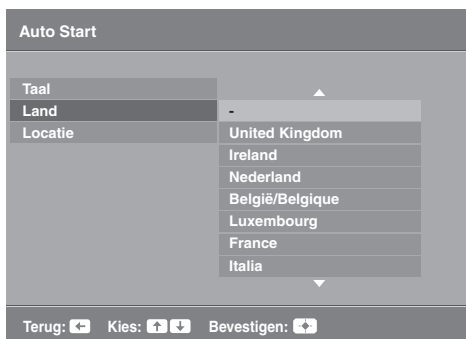 Auto Start
Taal
Land
Locatie
-
United Kingdom
Ireland
Nederland
België/Belgique
Luxembourg
France
Italia
Terug: Kies: Bevestigen: